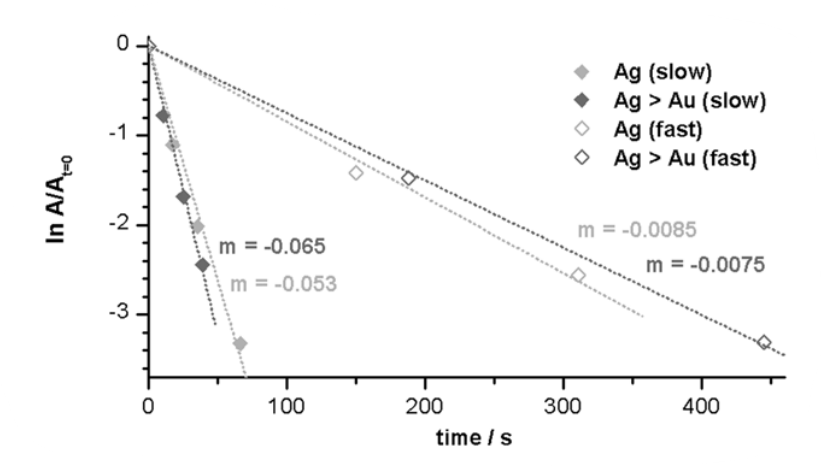 0
-1
-2
-3
ln A/A_{t=0}
Ag (slow)
Ag > Au (slow)
Ag (fast)
Ag > Au (fast)
m = -0.065
m = -0.053
m = -0.0085
m = -0.0075
0 100 200 300 400
time / s